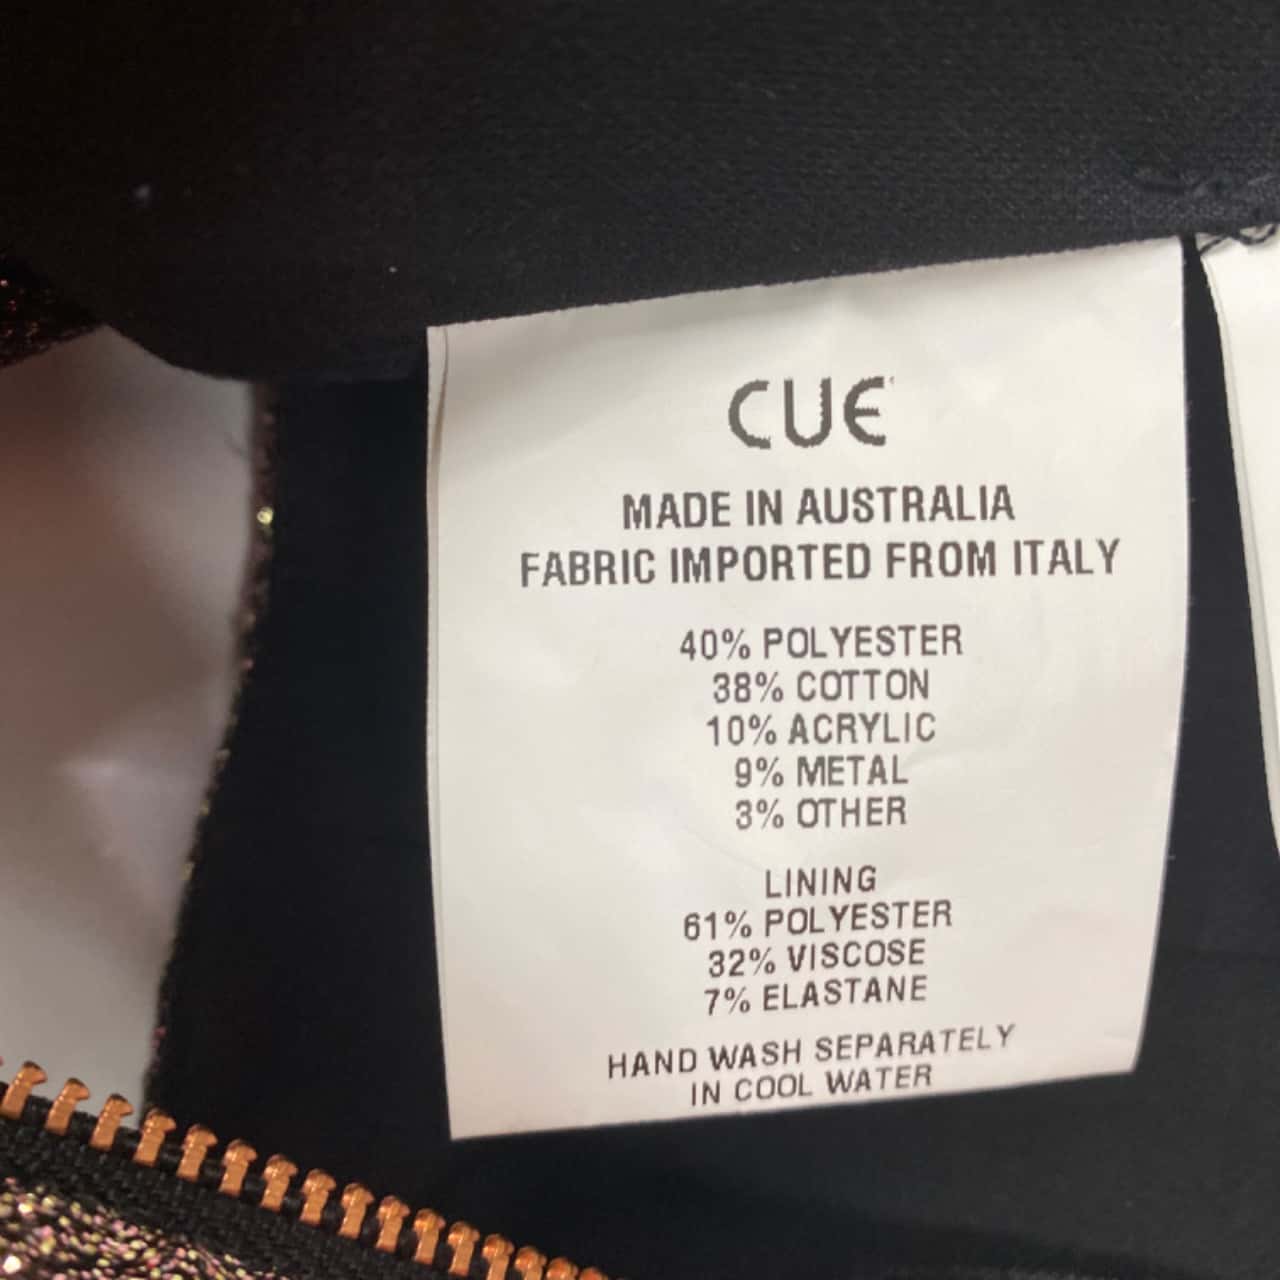 CUE
MADE IN AUSTRALIA
FABRIC IMPORTED FROM ITALY
40% POLYESTER
38% COTTON
10% ACRYLIC
9% METAL
3% OTHER
LINING
61% POLYESTER
32% VISCOSE
7% ELASTANE
HAND WASH SEPARATELY
IN COOL WATER